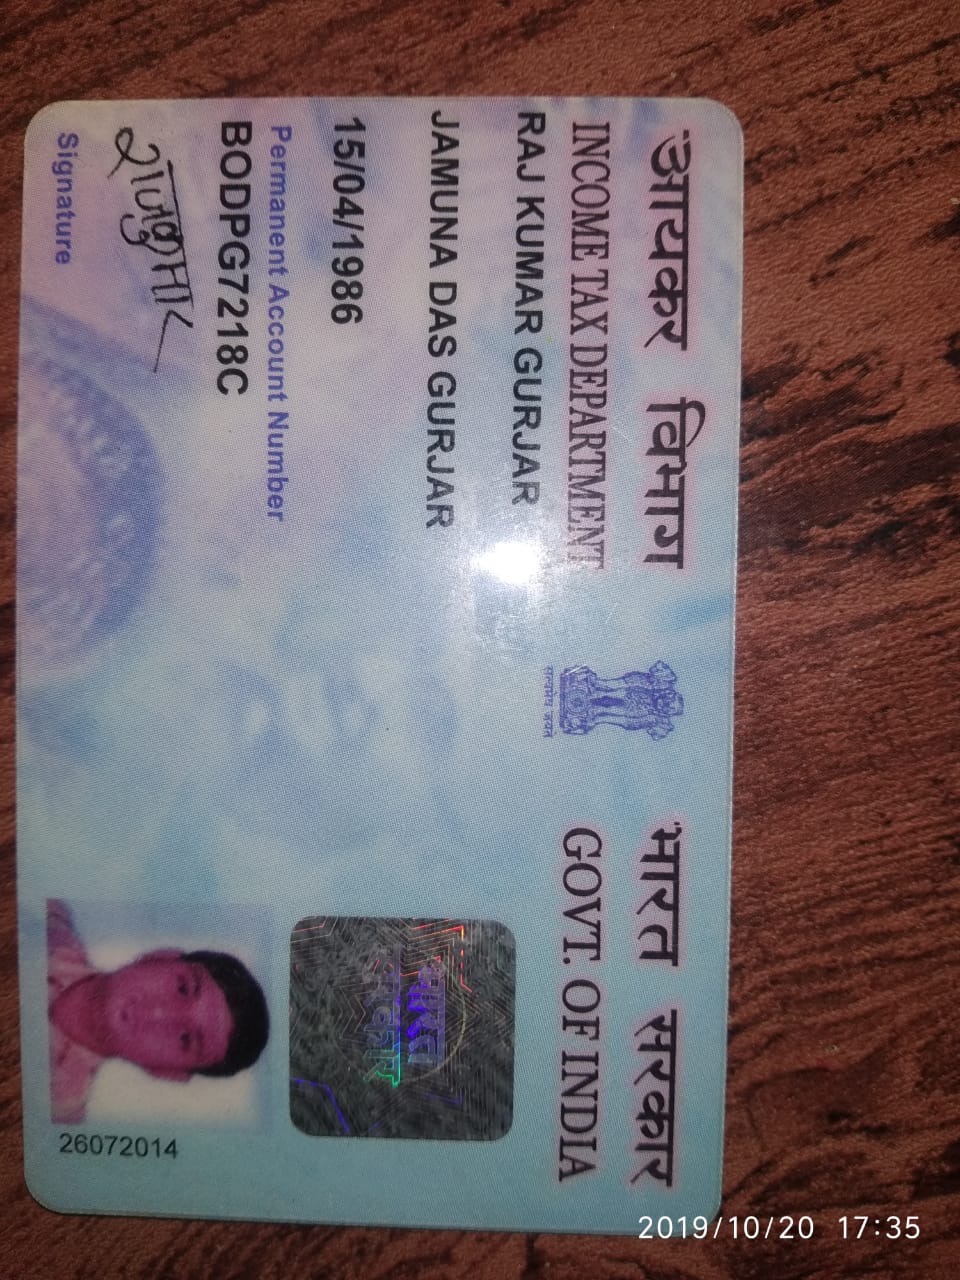 आयकर विभाग
INCOME TAX DEPARTMENT
भारत सरकार
GOVT. OF INDIA
सत्यमेव जयते
RAJ KUMAR GURJAR
JAMUNA DAS GURJAR
15/04/1986
Permanent Account Number
BODPG7218C
राजकुमार
Signature
भारत
सरकार
26072014
2019/10/20 17:35